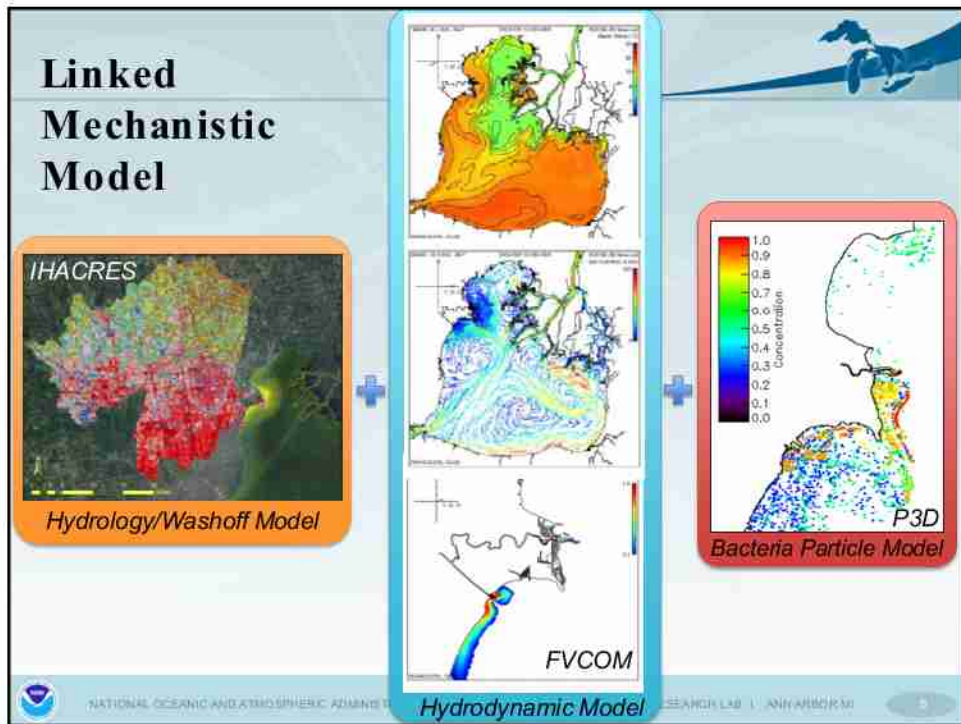 Linked
Mechanistic
Model
IHACRES
Hydrology/Washoff Model
FVCOM
Hydrodynamic Model
1.0
0.9
0.8
0.7
0.6
0.5
0.4
0.3
0.2
0.1
0.0
Concentration
P3D
Bacteria Particle Model
NATIONAL OCEANIC AND ATMOSPHERIC
RESEARCH LAB | ANN ARBOR MI